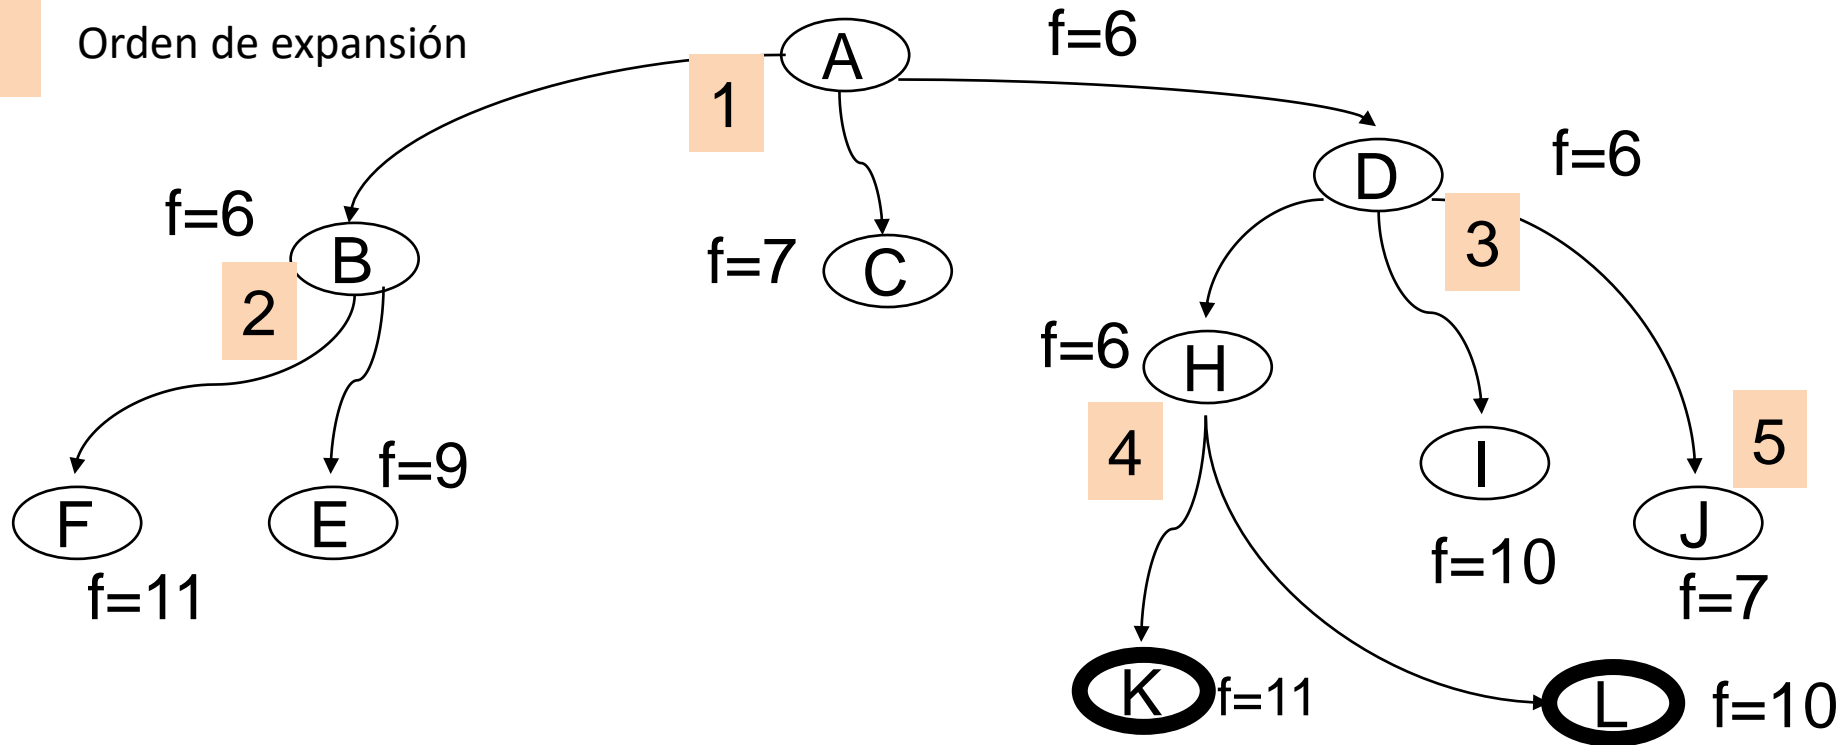 Orden de expansión
A
f=6
1
D
f=6
3
f=6
B
2
f=7
C
f=6
H
4
I
f=10
J
5
f=7
F
f=11
E
f=9
K
f=11
L
f=10